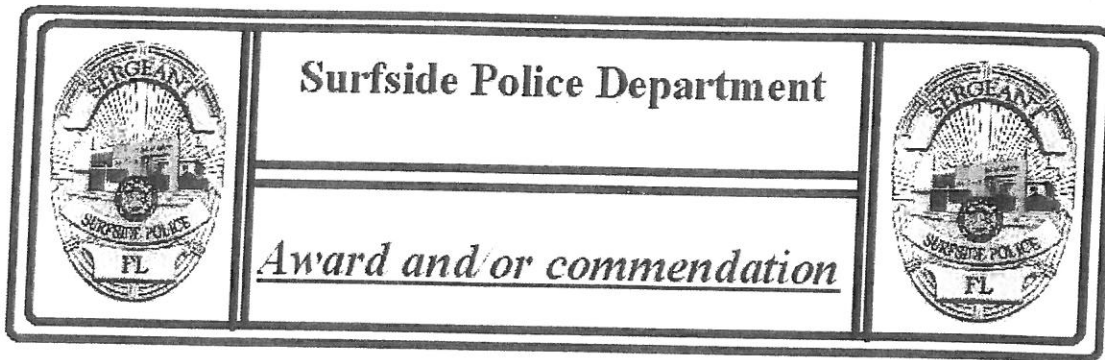 SERGEANT
SURFSIDE POLICE
FL
Surfside Police Department
Award and/or commendation
SERGEANT
SURFSIDE POLICE
FL